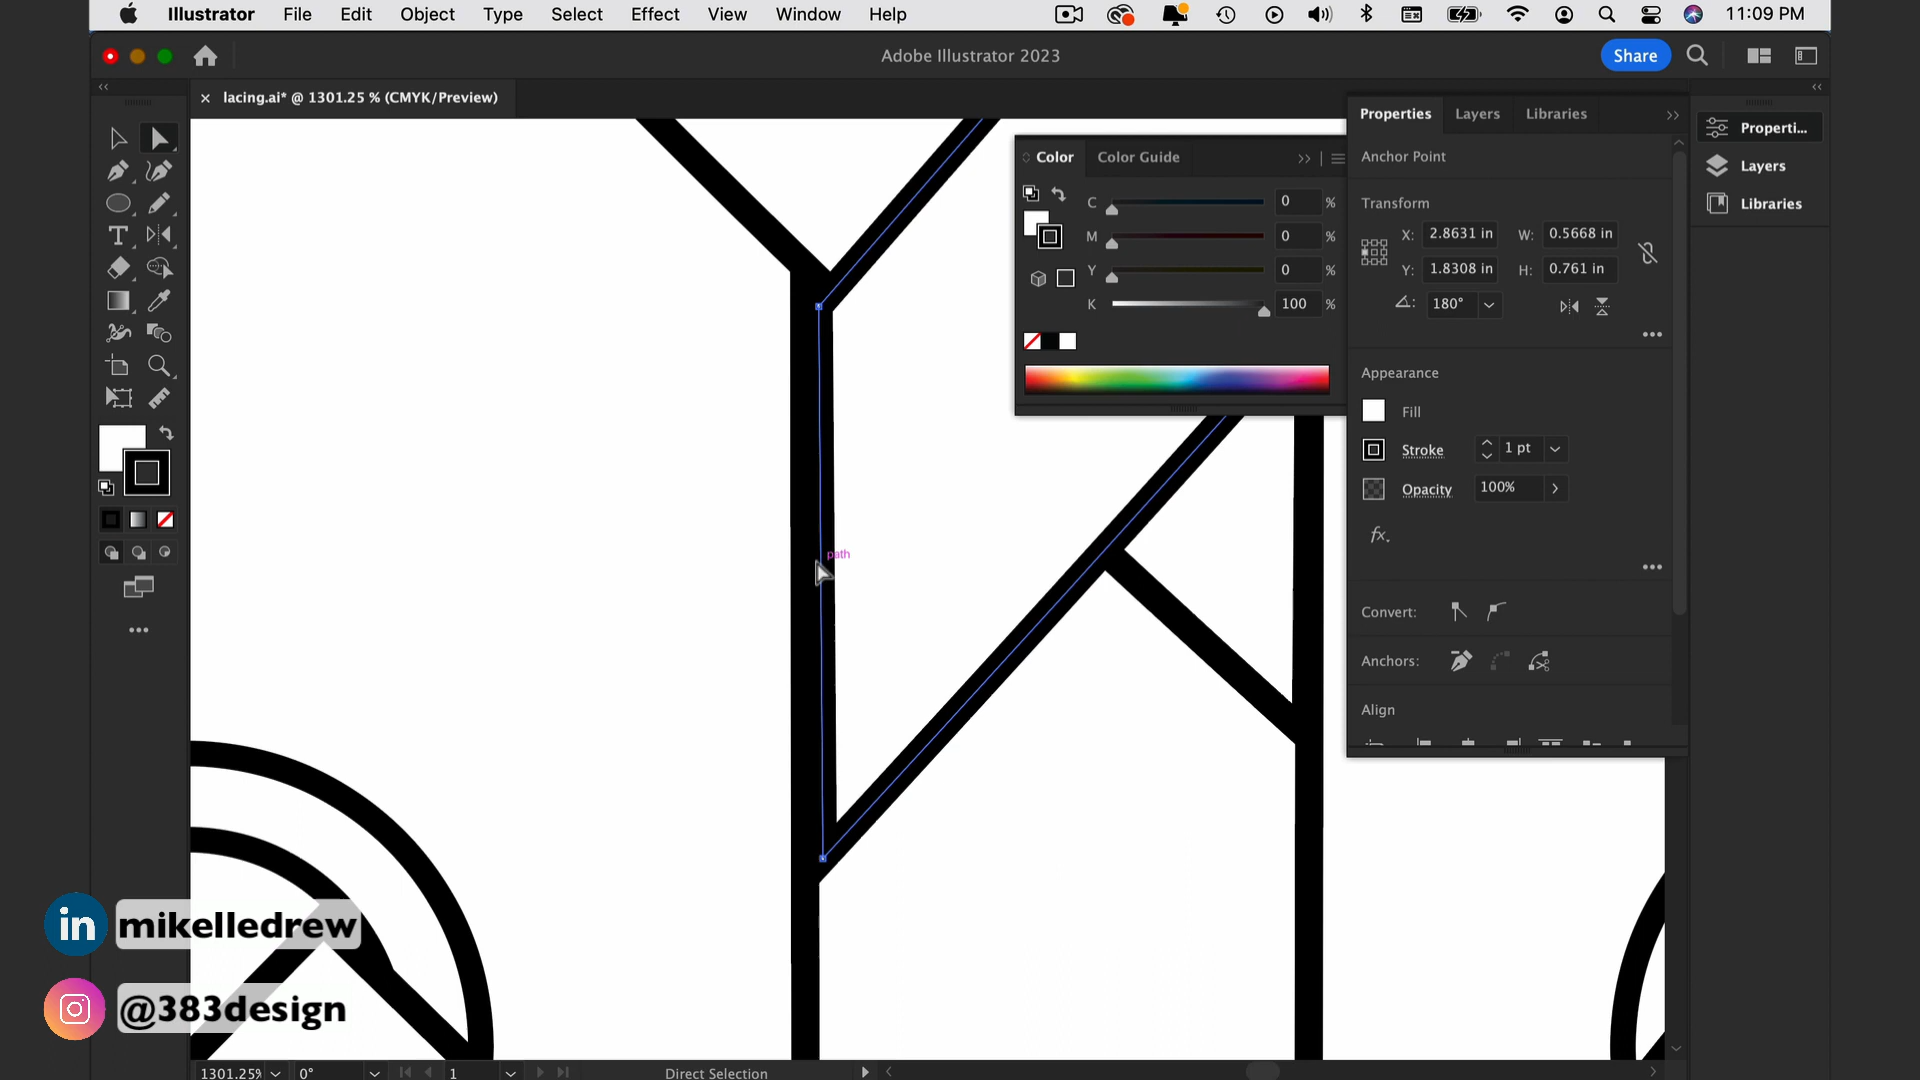 Illustrator File Edit Object Type Select Effect View Window Help 11:09 PM
Adobe Illustrator 2023
Share
lacing.ai* @ 1301.25 % (CMYK/Preview)
Color Color Guide
C 0 %
M 0 %
Y 0 %
K 100 %
Properties Layers Libraries
Anchor Point
Transform
X: 2.8631 in W: 0.5668 in
Y: 1.8308 in H: 0.761 in
180°
Appearance
Fill
Stroke 1 pt
Opacity 100%
fx.
Convert:
Anchors:
Align
Properti...
Layers
Libraries
path
in mikelledrew
@383design
1301.25% 0° 1 Direct Selection